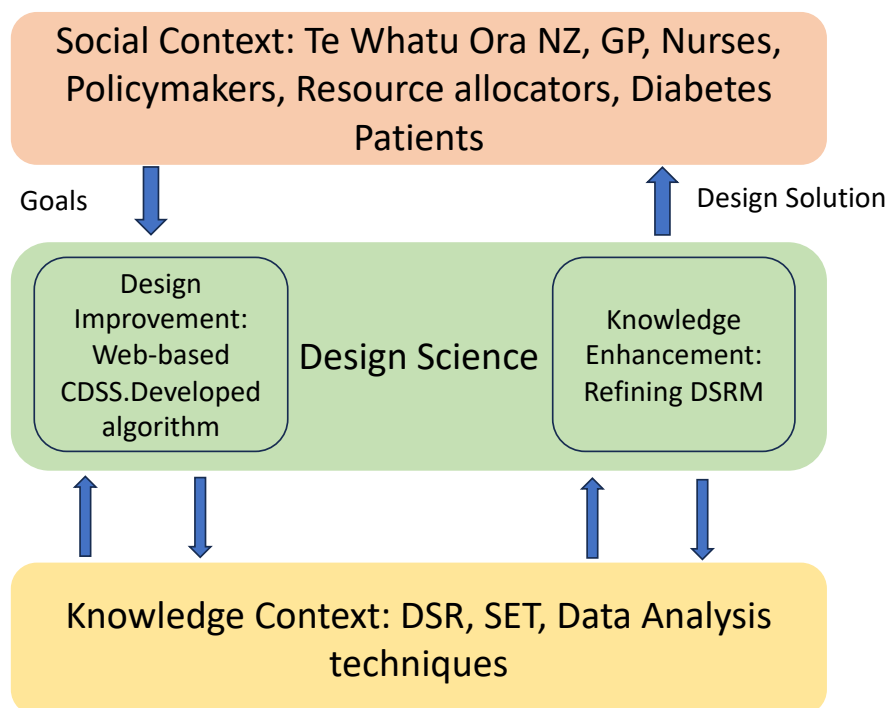 Social Context: Te Whatu Ora NZ, GP, Nurses,
Policymakers, Resource allocators, Diabetes
Patients
Goals
Design Solution
Design
Improvement:
Web-based
CDSS.Developed
algorithm
Design Science
Knowledge
Enhancement:
Refining DSRM
Knowledge Context: DSR, SET, Data Analysis
techniques